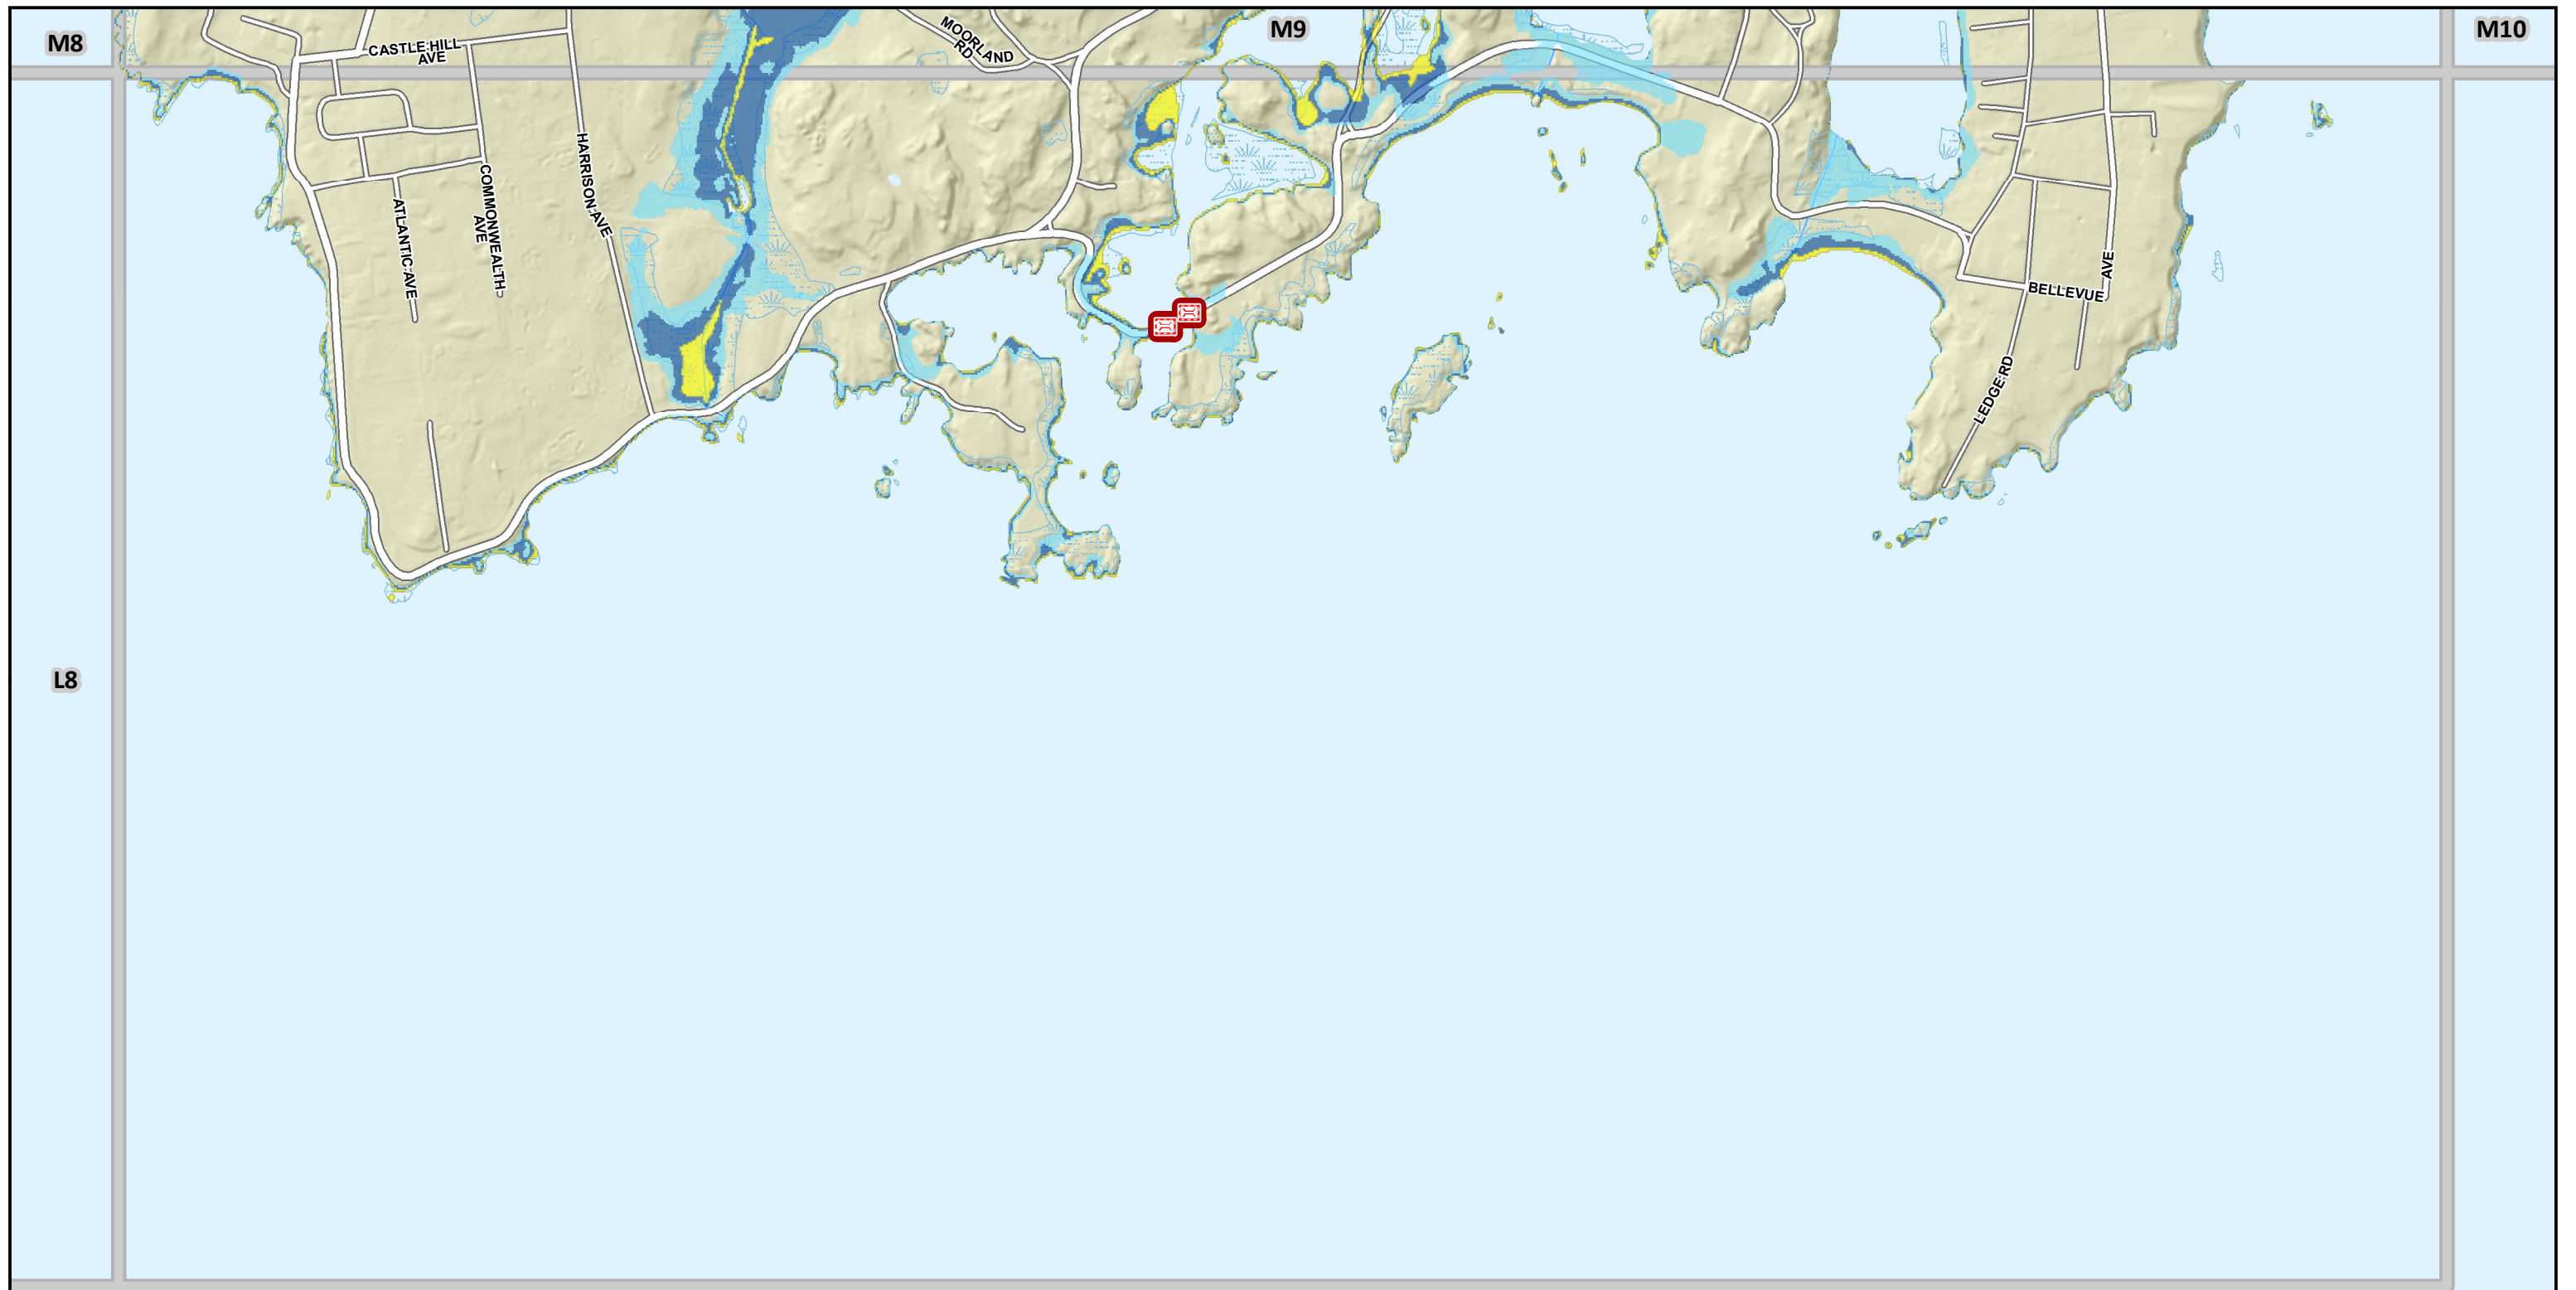 M8
M9
M10
CASTLE HILL
AVE
MOORLAND
RD
HARRISON AVE
COMMONWEALTH
AVE
ATLANTIC AVE
AVE
BELLEVUE
LEDGE RD
L8